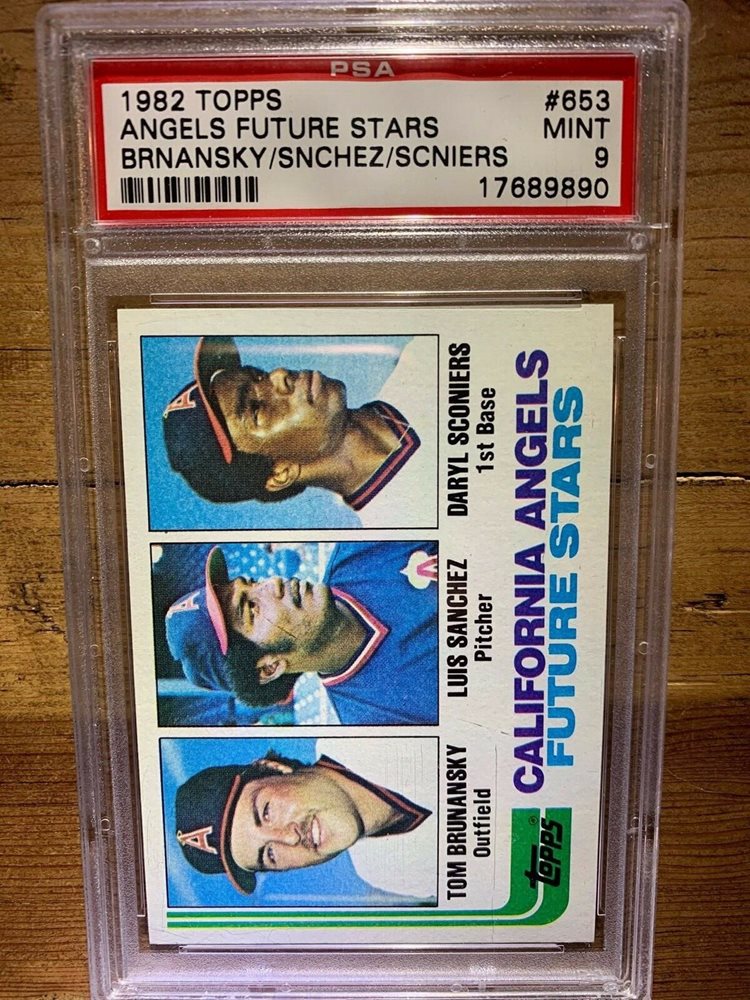 PSA
1982 TOPPS #653
ANGELS FUTURE STARS MINT
BRNANSKY/SNCHEZ/SCNIERS 9
17689890
A
A
A
TOM BRUNANSKY
Outfield
LUIS SANCHEZ
Pitcher
DARYL SCONIERS
1st Base
TOPPS®
CALIFORNIA ANGELS
FUTURE STARS